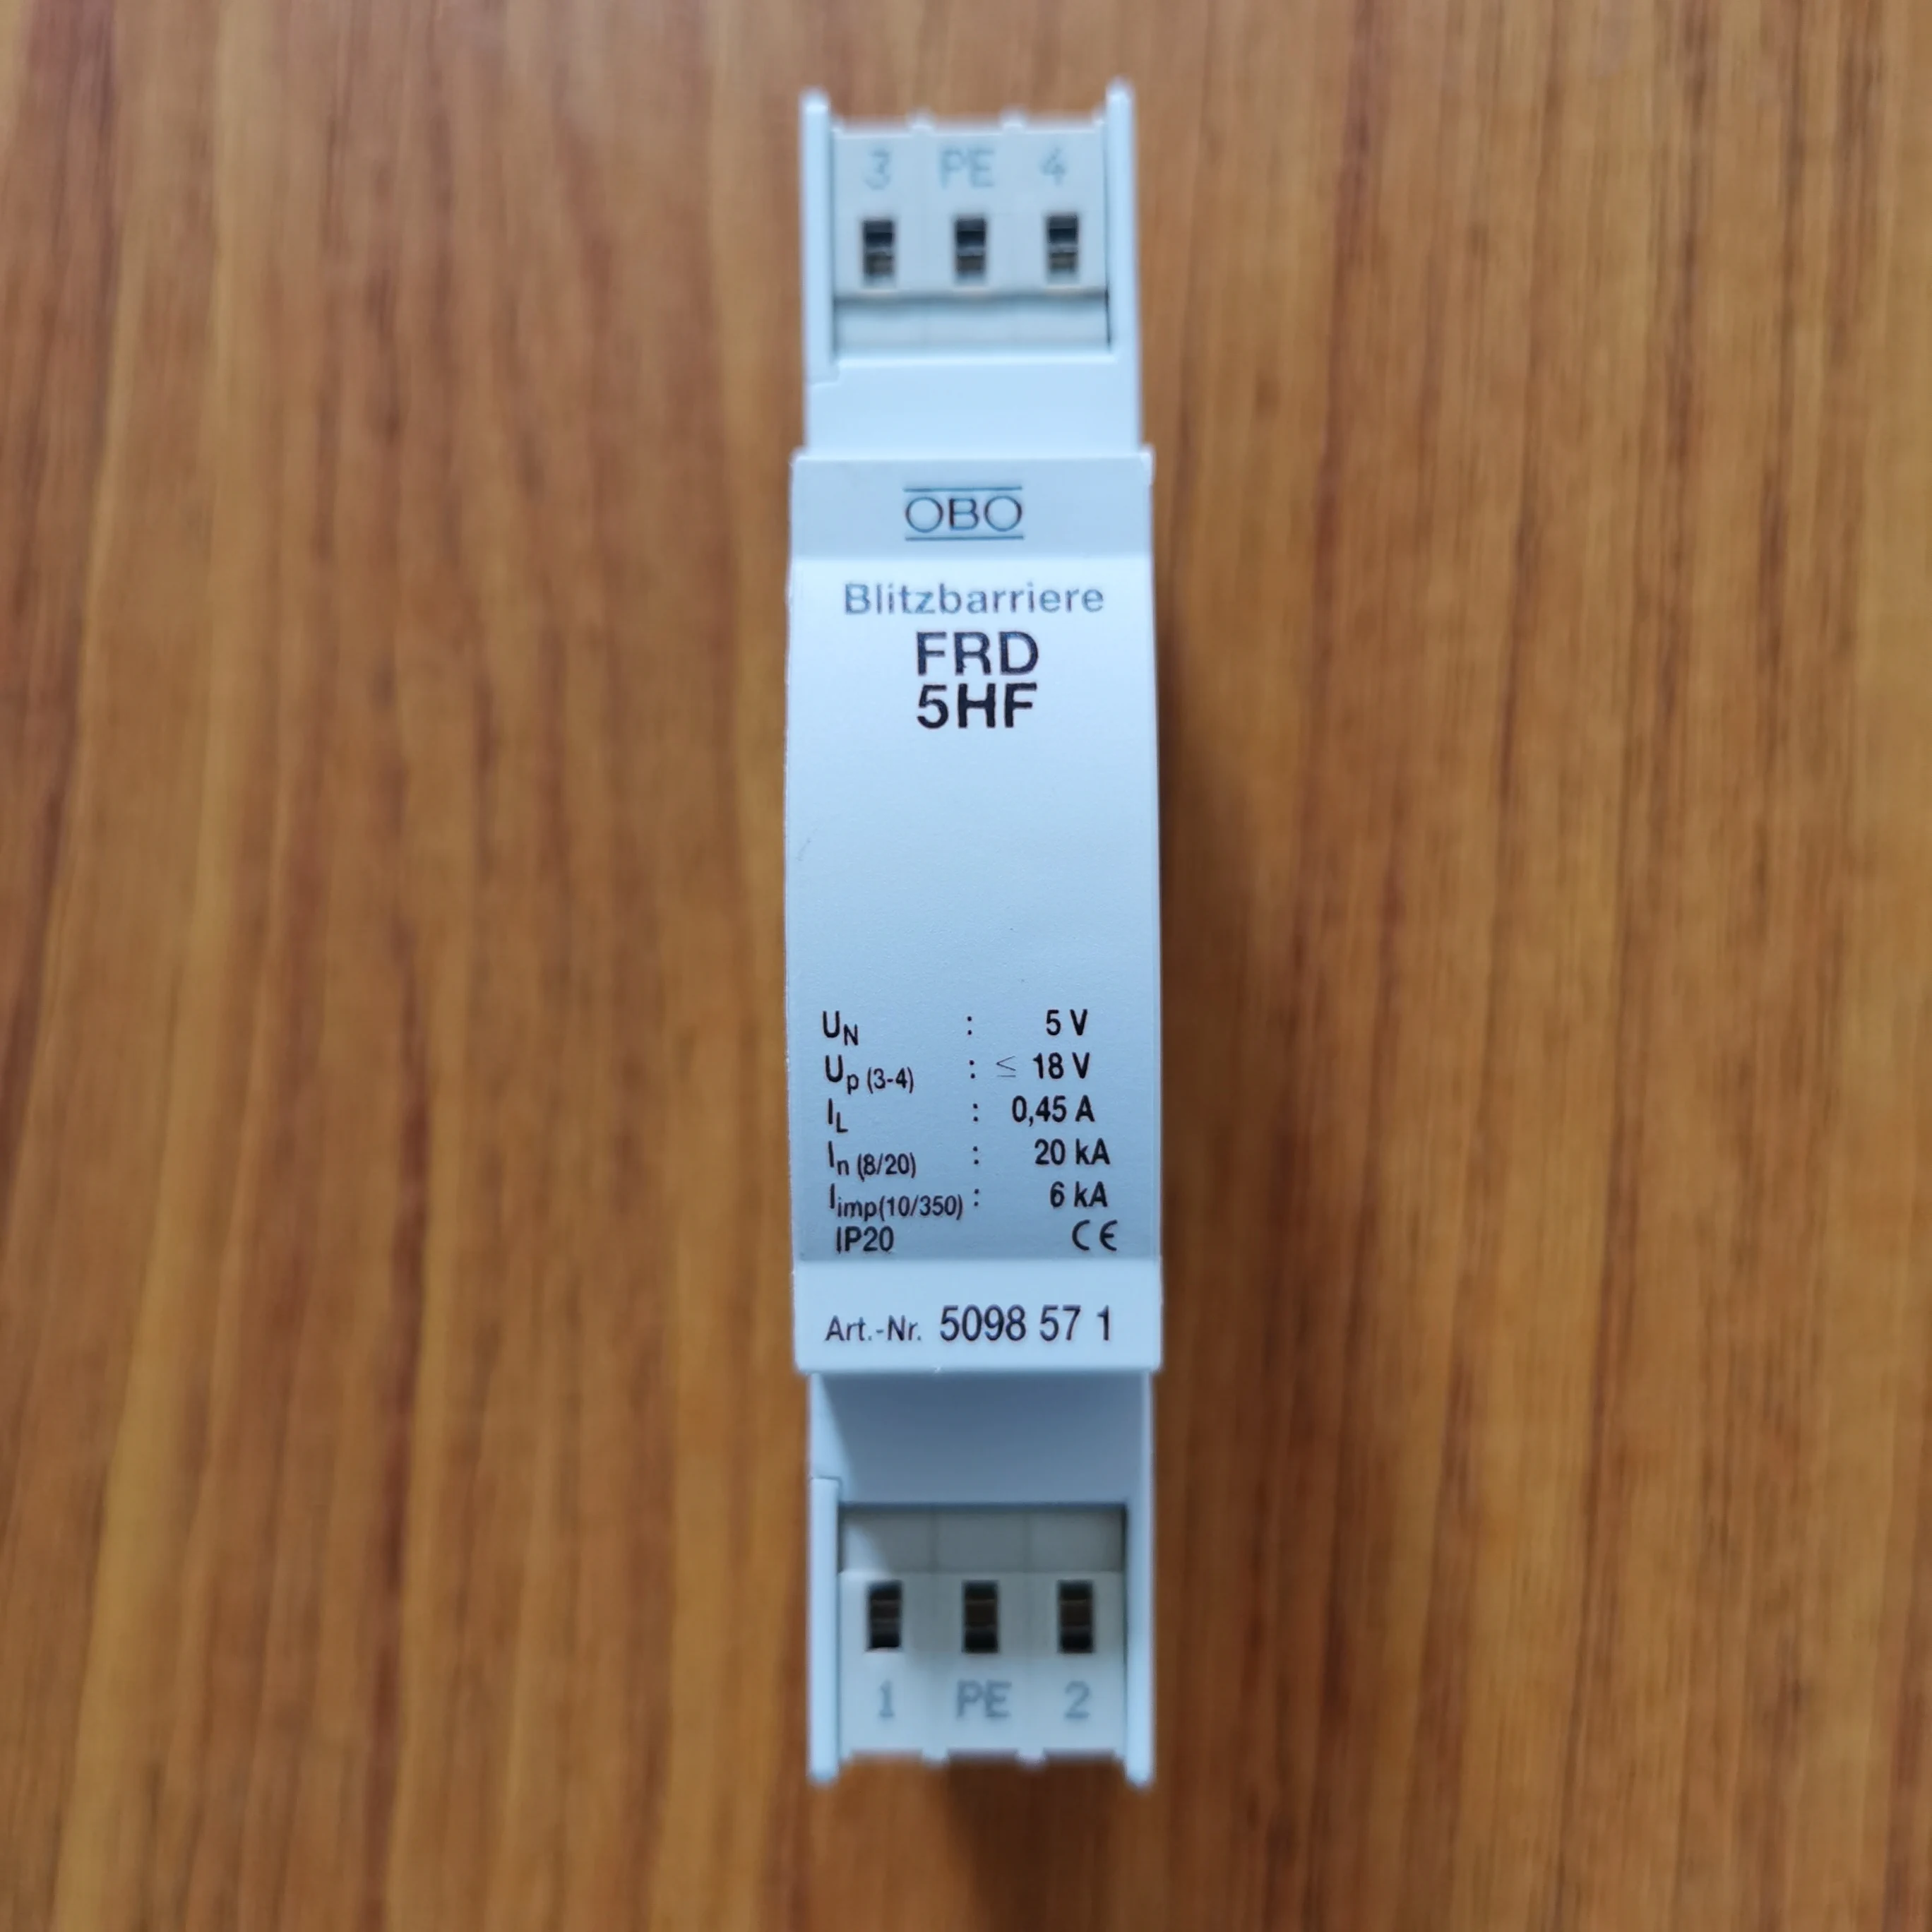 3 PE 4
OBO
Blitzbarriere
FRD
5HF
UN : 5 V
Up (3-4) : ≤ 18 V
IL : 0,45 A
In (8/20) : 20 kA
Iimp(10/350) : 6 kA
IP20 CE
Art.-Nr. 5098 57 1
1 PE 2